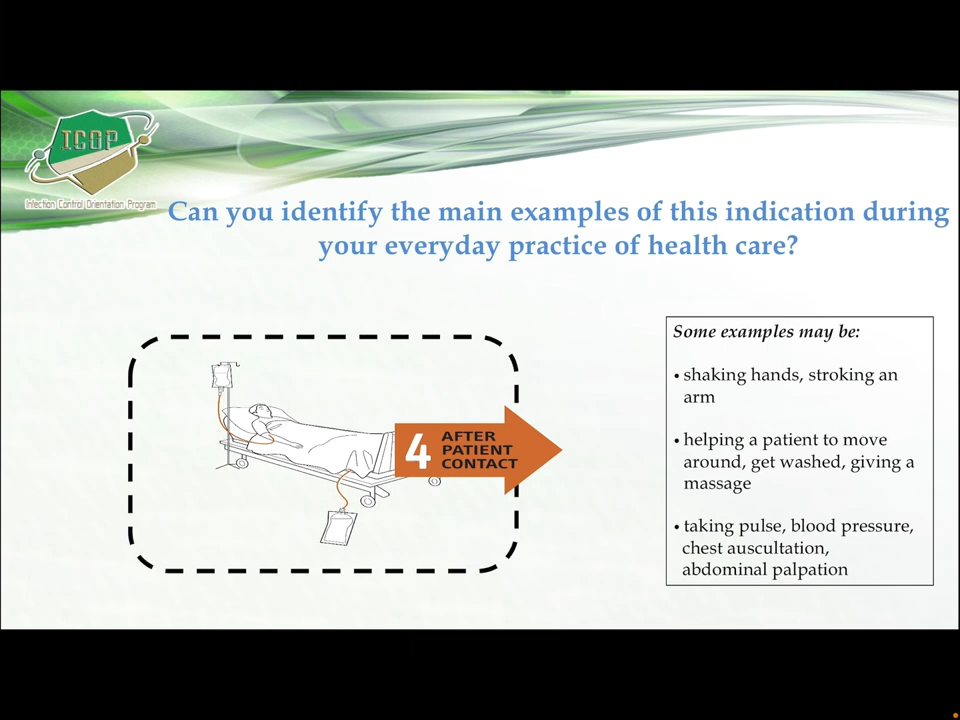 ICOP
Infection Control Orientation Program
Can you identify the main examples of this indication during
your everyday practice of health care?
4 AFTER
PATIENT
CONTACT
Some examples may be:
• shaking hands, stroking an
arm
• helping a patient to move
around, get washed, giving a
massage
• taking pulse, blood pressure,
chest auscultation,
abdominal palpation